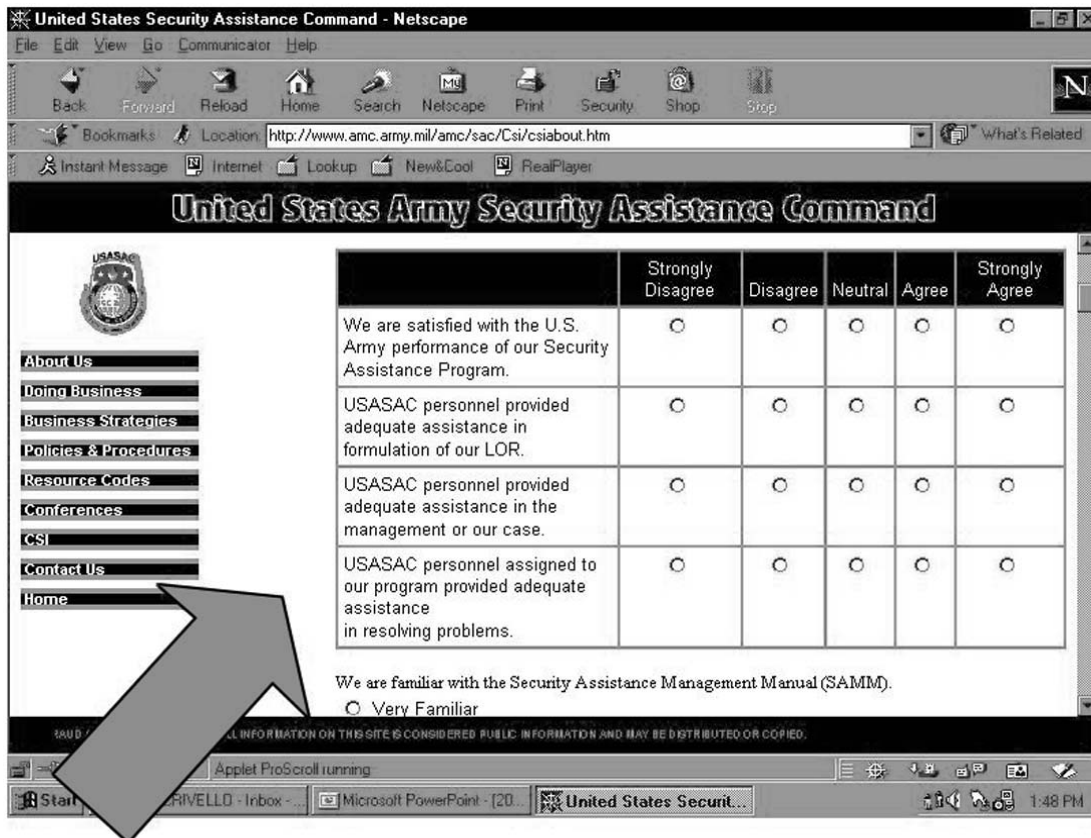 United States Security Assistance Command - Netscape
File Edit View Go Communicator Help
Back Forward Reload Home Search Netscape Print Security Shop Stop
My
N
Bookmarks Location: http://www.amc.army.mil/amc/sac/Csi/csiabout.htm What's Related
Instant Message Internet Lookup New&Cool RealPlayer
United States Army Security Assistance Command
USASAC
About Us
Doing Business
Business Strategies
Policies & Procedures
Resource Codes
Conferences
CSI
Contact Us
Home
Strongly Disagree Disagree Neutral Agree Strongly Agree
We are satisfied with the U.S.
Army performance of our Security
Assistance Program.
USASAC personnel provided
adequate assistance in
formulation of our LOR.
USASAC personnel provided
adequate assistance in the
management or our case.
USASAC personnel assigned to
our program provided adequate
assistance
in resolving problems.
We are familiar with the Security Assistance Management Manual (SAMM).
Very Familiar
INFORMATION ON THIS SITE IS CONSIDERED PUBLIC INFORMATION AND MAY BE DISTRIBUTED OR COPIED.
Applet ProScroll running
Start RIVELLO - Inbox - ... Microsoft PowerPoint - [20... United States Securit... 1:48 PM